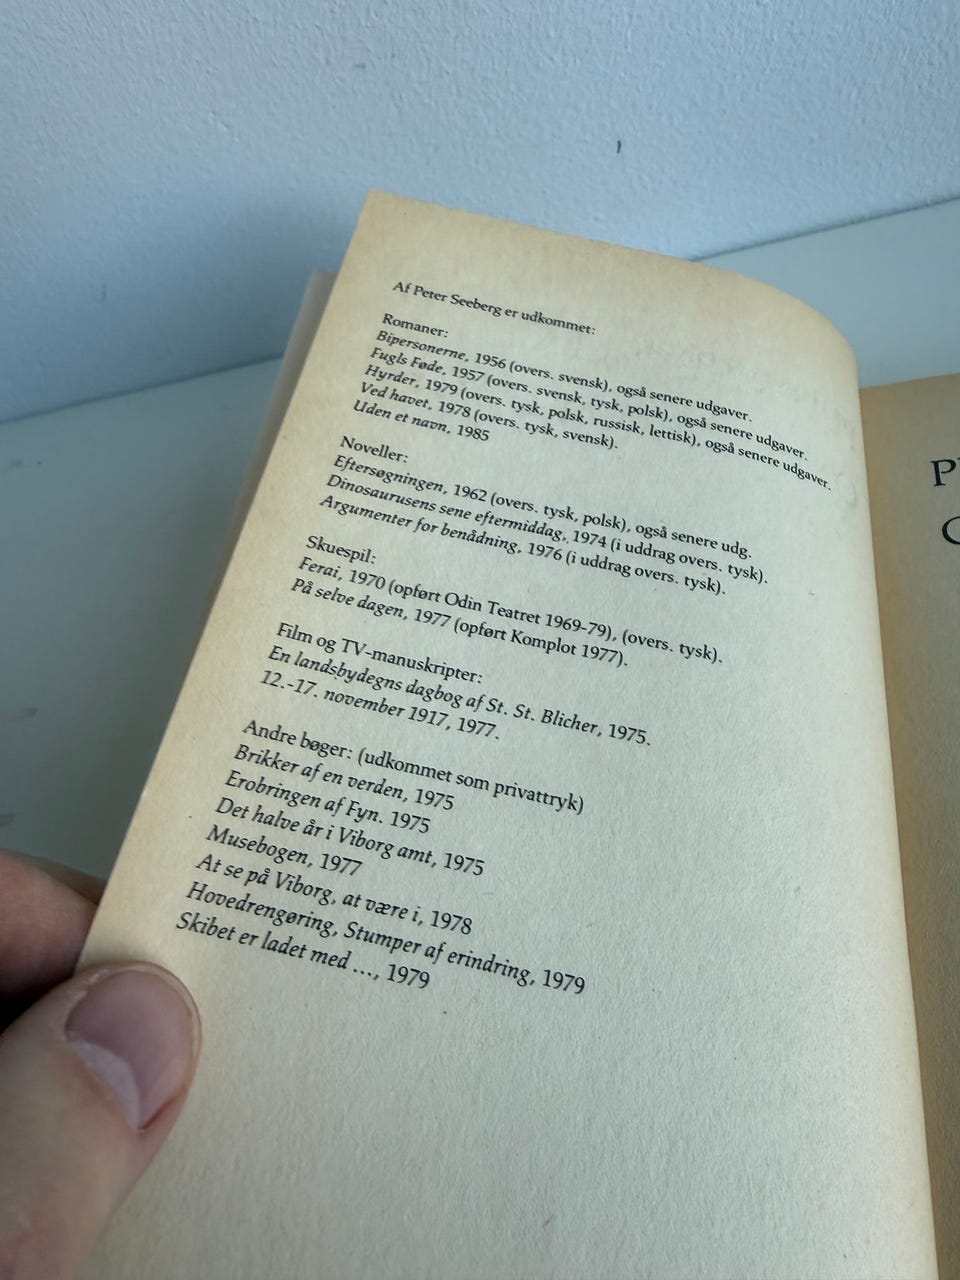 Af Peter Seeberg er udkommet:
Romaner:
Bipersonerne, 1956 (overs. svensk), også senere udgaver.
Fugls Føde, 1957 (overs. svensk, tysk, polsk), også senere udgaver.
Hyrder, 1979 (overs. tysk, polsk, russisk, lettisk), også senere udgaver.
Ved havet, 1978 (overs. tysk, svensk).
Uden et navn, 1985
Noveller:
Eftersøgningen, 1962 (overs. tysk, polsk), også senere udg.
Dinosaurusens sene eftermiddag, 1974 (i uddrag overs. tysk).
Argumenter for benådning, 1976 (i uddrag overs. tysk).
Skuespil:
Ferai, 1970 (opført Odin Teatret 1969-79), (overs. tysk).
På selve dagen, 1977 (opført Komplot 1977).
Film og TV-manuskripter:
En landsbydegns dagbog af St. St. Blicher, 1975.
12.-17. november 1917, 1977.
Andre bøger: (udkommet som privattryk)
Brikker af en verden, 1975
Erobringen af Fyn. 1975
Det halve år i Viborg amt, 1975
Musebogen, 1977
At se på Viborg, at være i, 1978
Hovedrengøring, Stumper af erindring, 1979
Skibet er ladet med ..., 1979